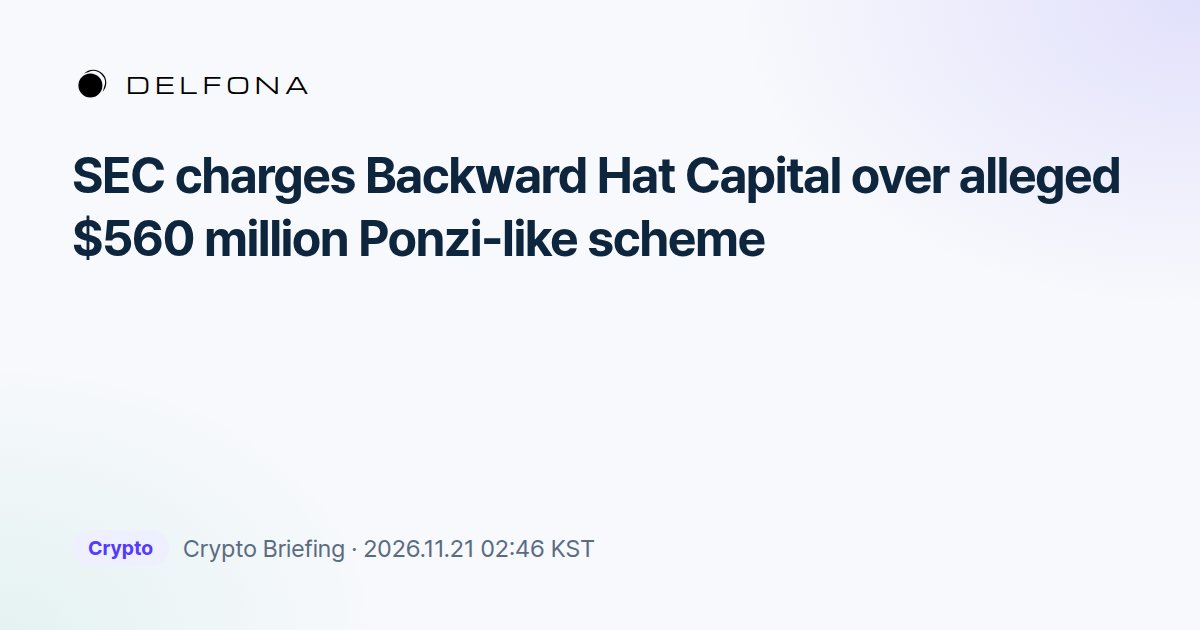 DELFONA
SEC charges Backward Hat Capital over alleged
$560 million Ponzi-like scheme
Crypto Crypto Briefing · 2026.11.21 02:46 KST